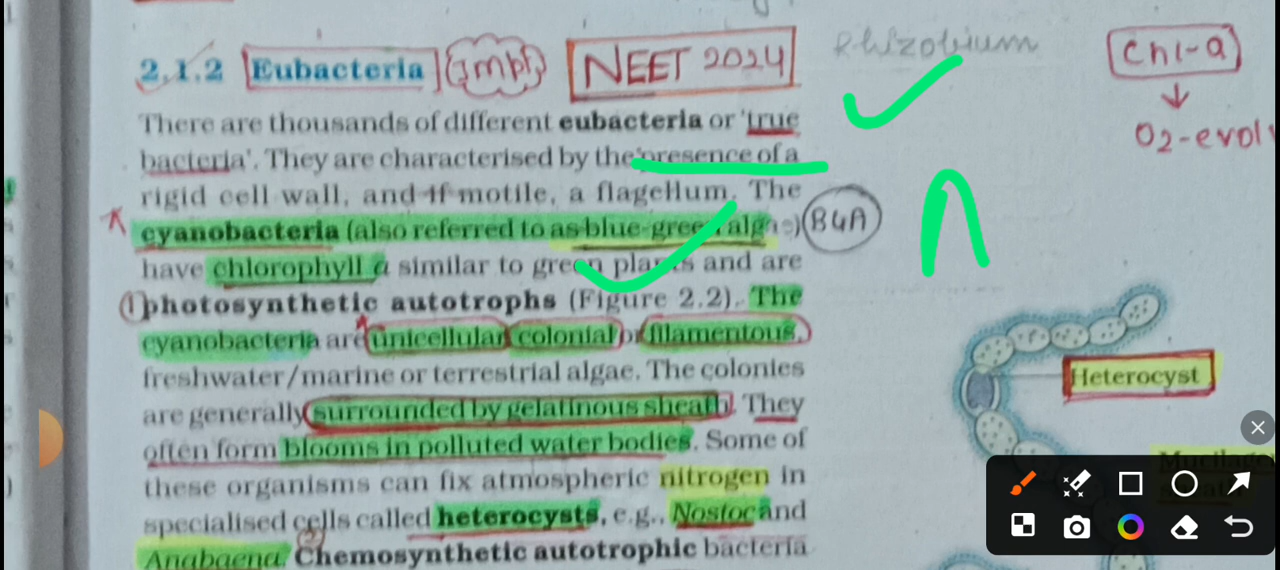 2.1.2 Eubacteria Impt NEET 2024 Rhizobium Chl-a
There are thousands of different eubacteria or 'true
bacteria'. They are characterised by the presence of a
rigid cell wall, and if motile, a flagellum. The
cyanobacteria (also referred to as blue-green algae) BGA
have chlorophyll a similar to green plants and are
① photosynthetic autotrophs (Figure 2.2). The
cyanobacteria are unicellular, colonial or filamentous,
freshwater/marine or terrestrial algae. The colonies
are generally surrounded by gelatinous sheath. They
often form blooms in polluted water bodies. Some of
these organisms can fix atmospheric nitrogen in
specialised cells called heterocysts, e.g., Nostoc and
Anabaena. Chemosynthetic autotrophic bacteria
O2-evol
Heterocyst